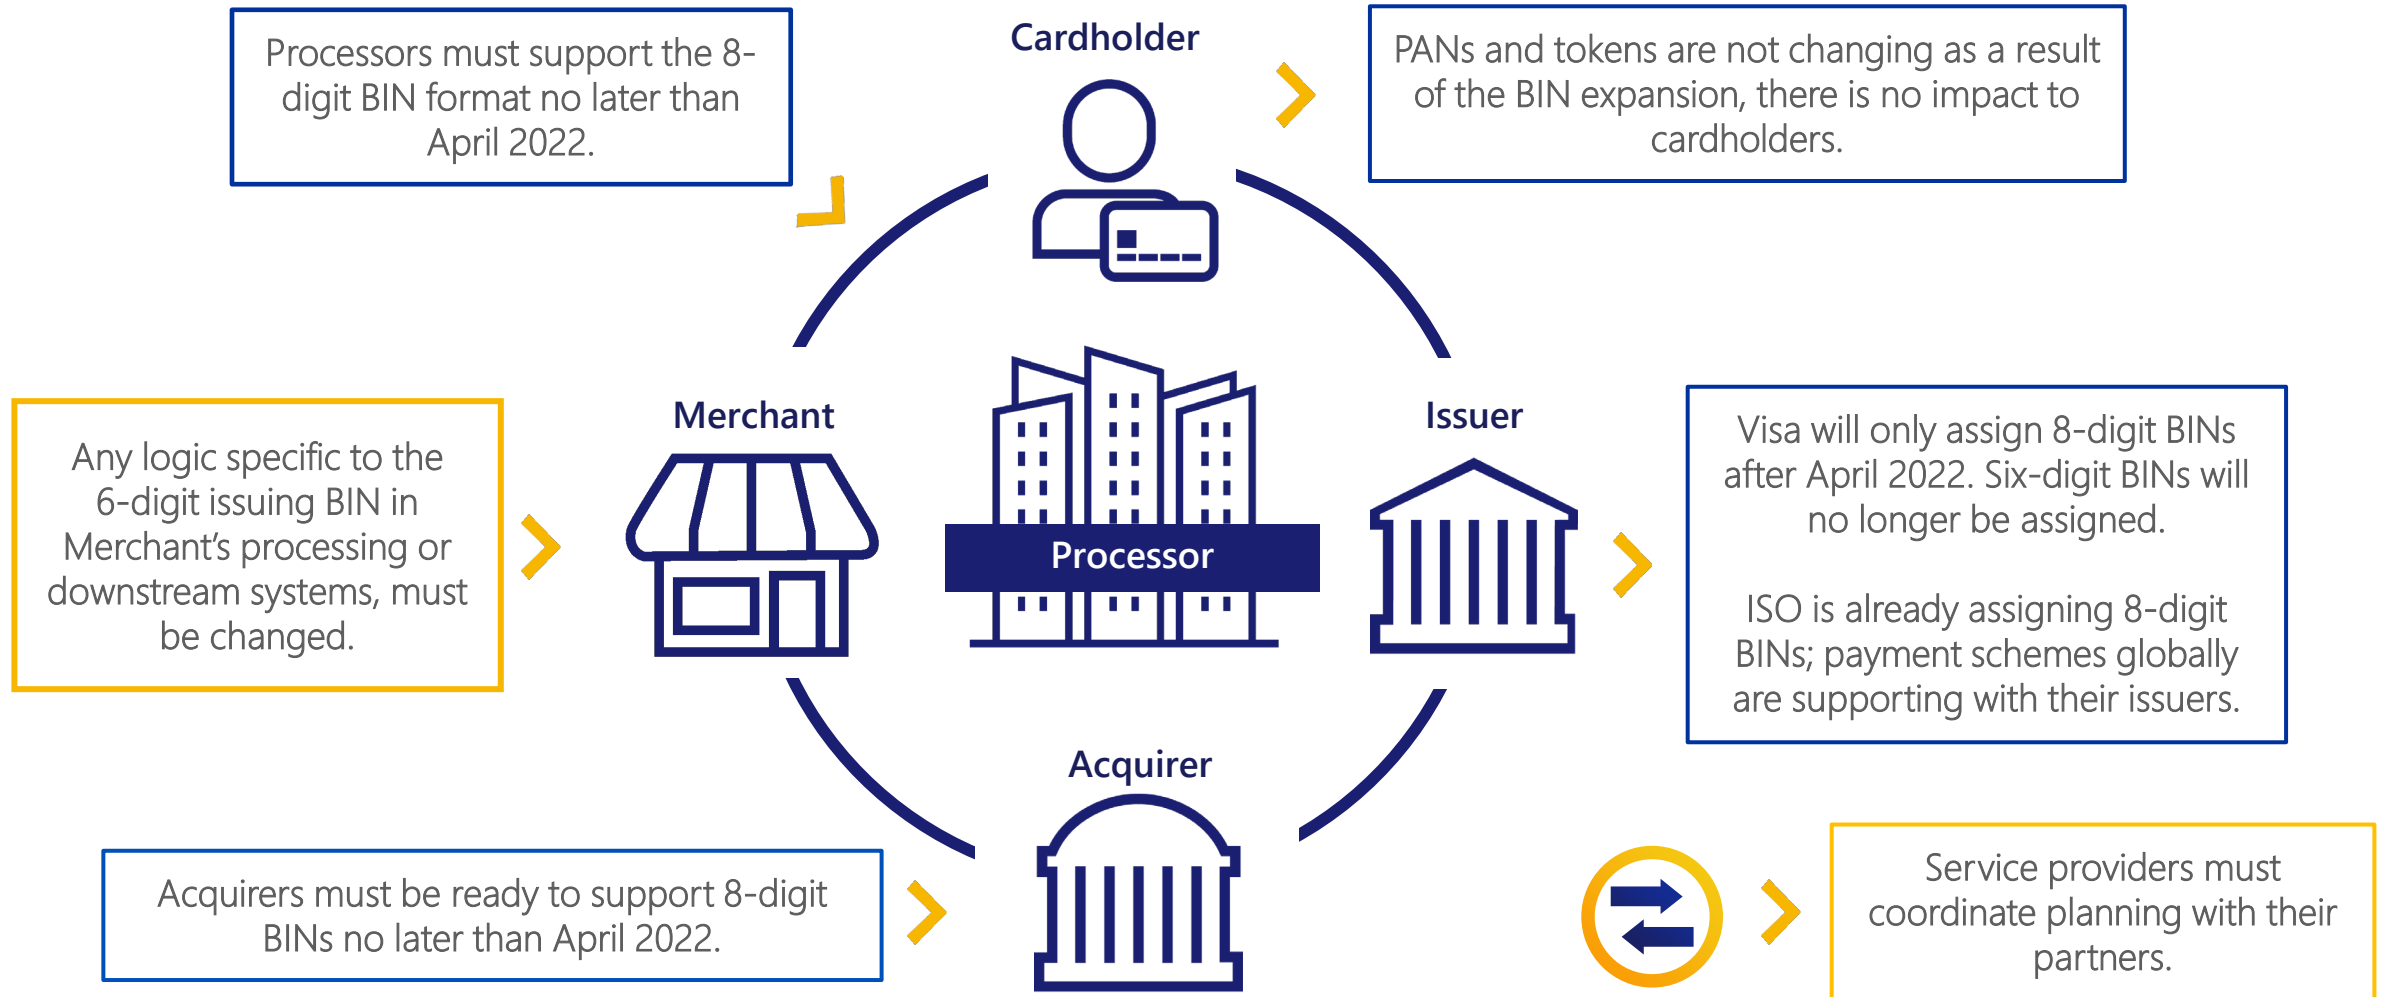 Processors must support the 8-
digit BIN format no later than
April 2022.
Cardholder
PANs and tokens are not changing as a result
of the BIN expansion, there is no impact to
cardholders.
Any logic specific to the
6-digit issuing BIN in
Merchant’s processing or
downstream systems, must
be changed.
Merchant
Processor
Issuer
Visa will only assign 8-digit BINs
after April 2022. Six-digit BINs will
no longer be assigned.
ISO is already assigning 8-digit
BINs; payment schemes globally
are supporting with their issuers.
Acquirer
Acquirers must be ready to support 8-digit
BINs no later than April 2022.
Service providers must
coordinate planning with their
partners.